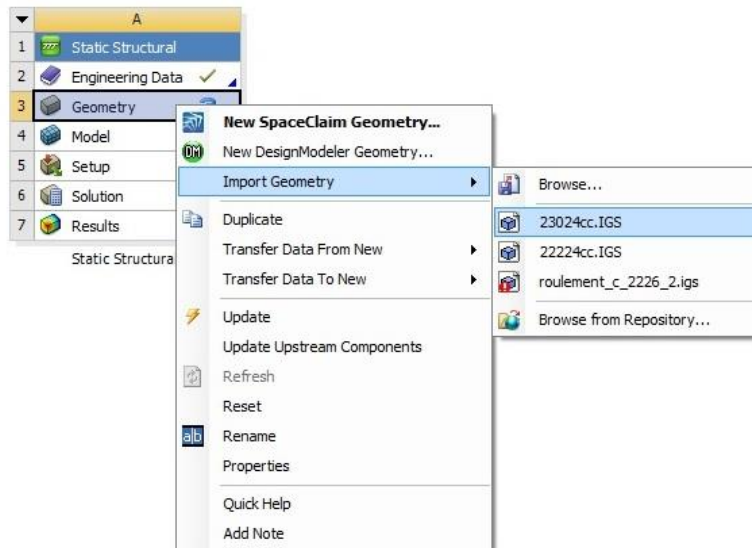 A
1 Static Structural
2 Engineering Data
3 Geometry
4 Model
5 Setup
6 Solution
7 Results
Static Structura
New SpaceClaim Geometry...
DM New DesignModeler Geometry...
Import Geometry
Duplicate
Transfer Data From New
Transfer Data To New
Update
Update Upstream Components
Refresh
Reset
a|b Rename
Properties
Quick Help
Add Note
Browse...
23024cc.IGS
22224cc.IGS
roulement_c_2226_2.igs
Browse from Repository...